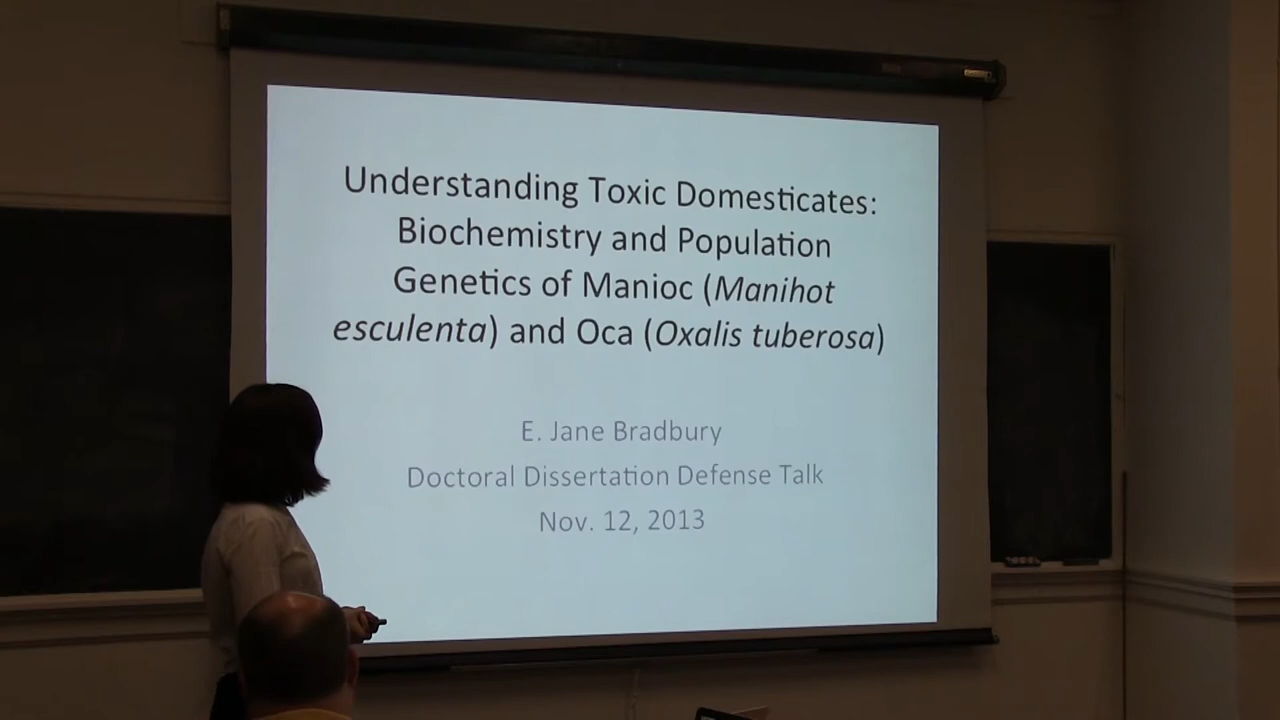 Understanding Toxic Domesticates:
Biochemistry and Population
Genetics of Manioc (Manihot
esculenta) and Oca (Oxalis tuberosa)
E. Jane Bradbury
Doctoral Dissertation Defense Talk
Nov. 12, 2013